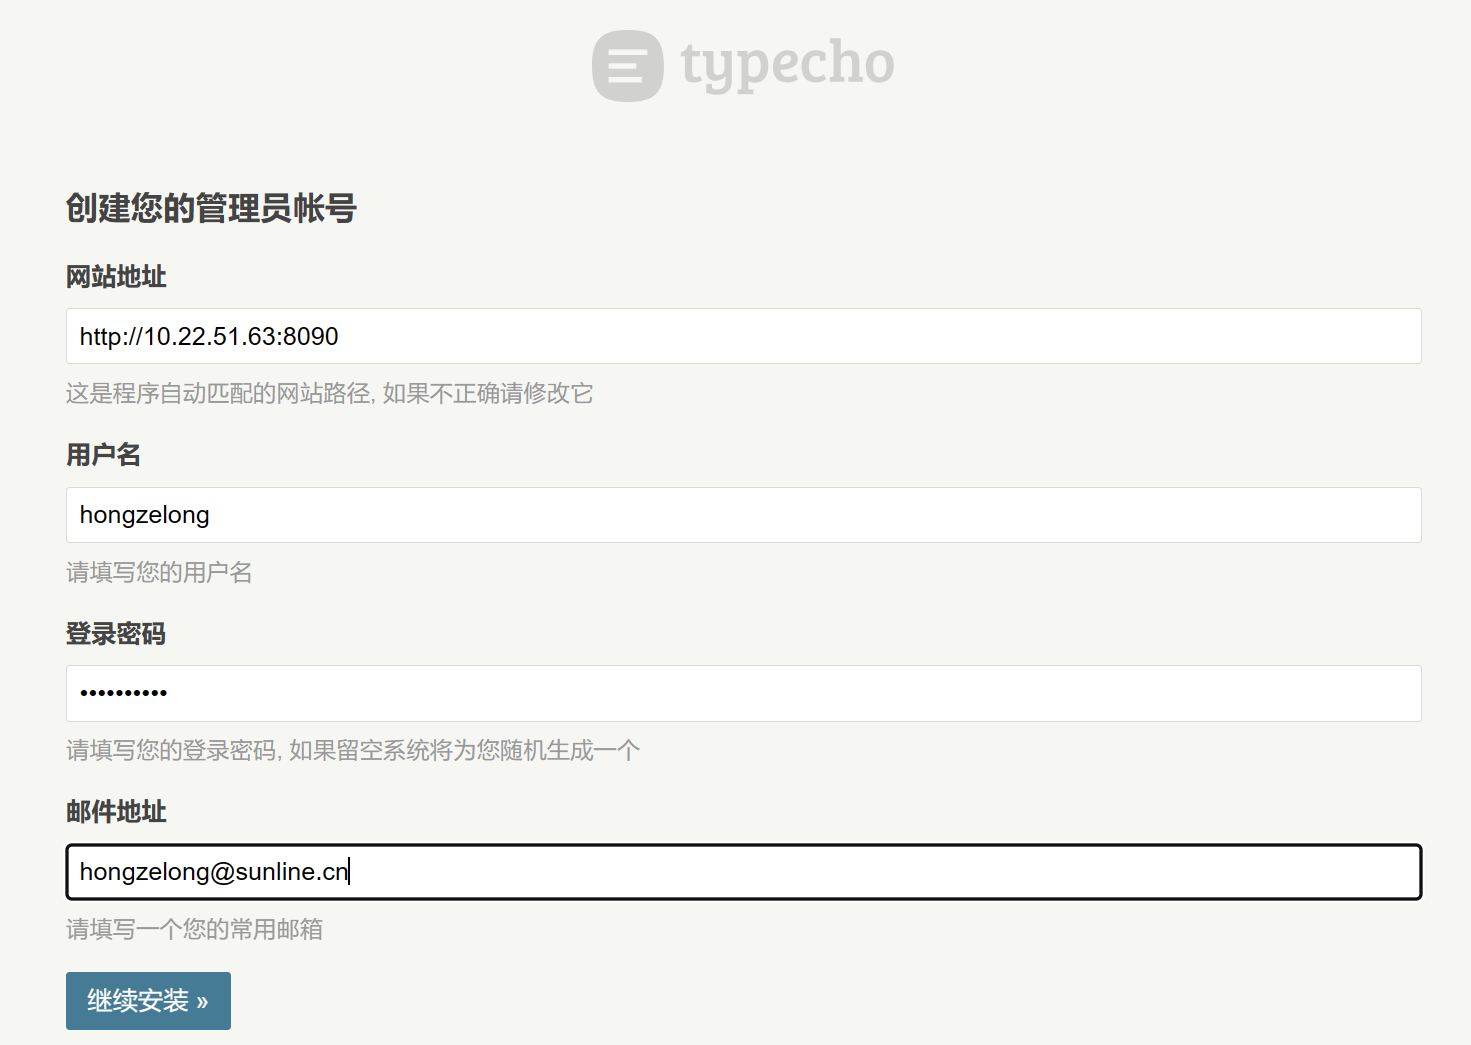 typecho
创建您的管理员帐号
网站地址
http://10.22.51.63:8090
这是程序自动匹配的网站路径, 如果不正确请修改它
用户名
hongzelong
请填写您的用户名
登录密码
••••••••••
请填写您的登录密码, 如果留空系统将为您随机生成一个
邮件地址
hongzelong@sunline.cn
请填写一个您的常用邮箱
继续安装 »